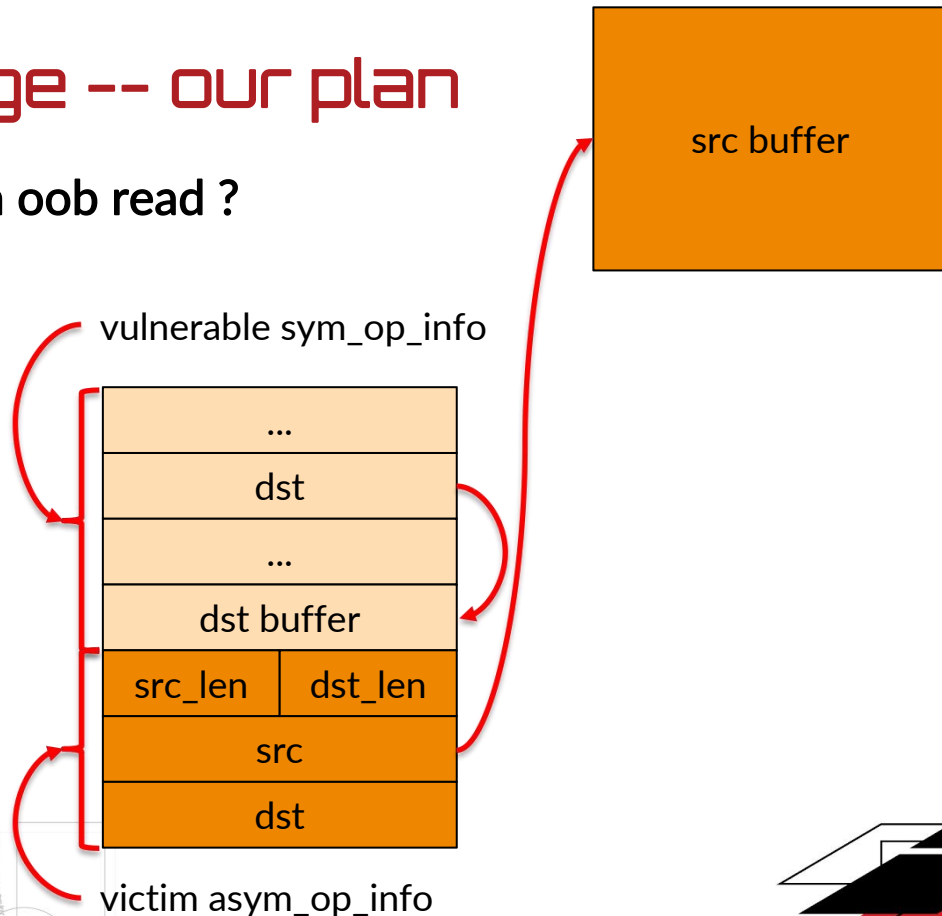 ge -- our plan
src buffer
n oob read ?
vulnerable sym_op_info
...
dst
...
dst buffer
src_len dst_len
src
dst
victim asym_op_info